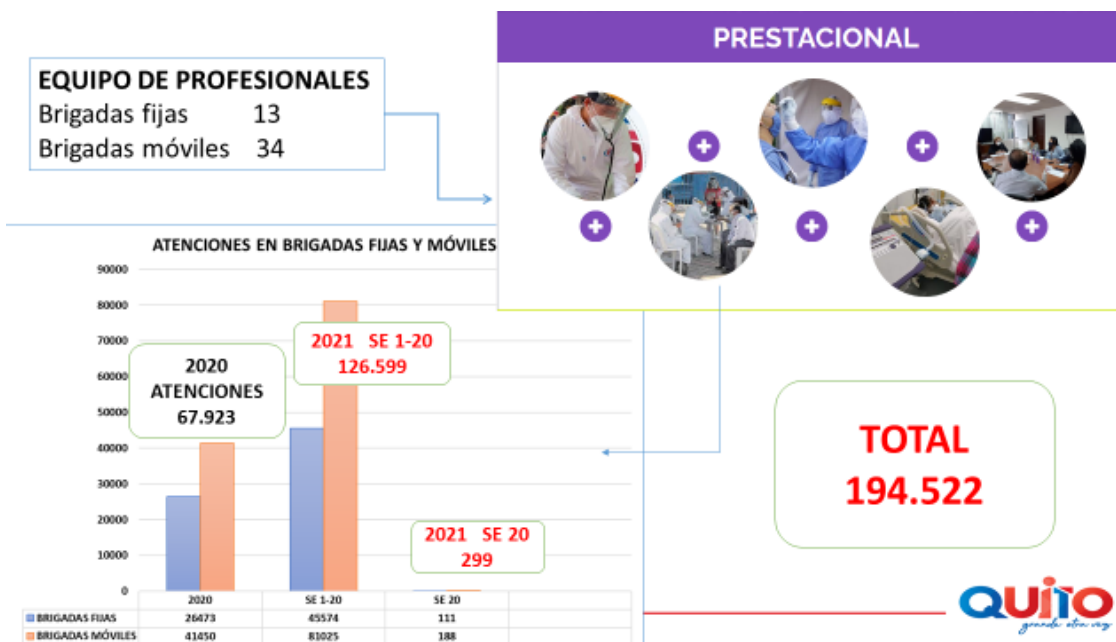 PRESTACIONAL
EQUIPO DE PROFESIONALES
Brigadas fijas 13
Brigadas móviles 34
ATENCIONES EN BRIGADAS FIJAS Y MÓVILES
90000
80000
70000
60000
50000
40000
30000
20000
10000
0
2020
ATENCIONES
67.923
2021 SE 1-20
126.599
2021 SE 20
299
2020 SE 1-20 SE 20
BRIGADAS FIJAS 26473 45574 111
BRIGADAS MÓVILES 41450 81025 188
TOTAL
194.522
QUITO
grande otra vez